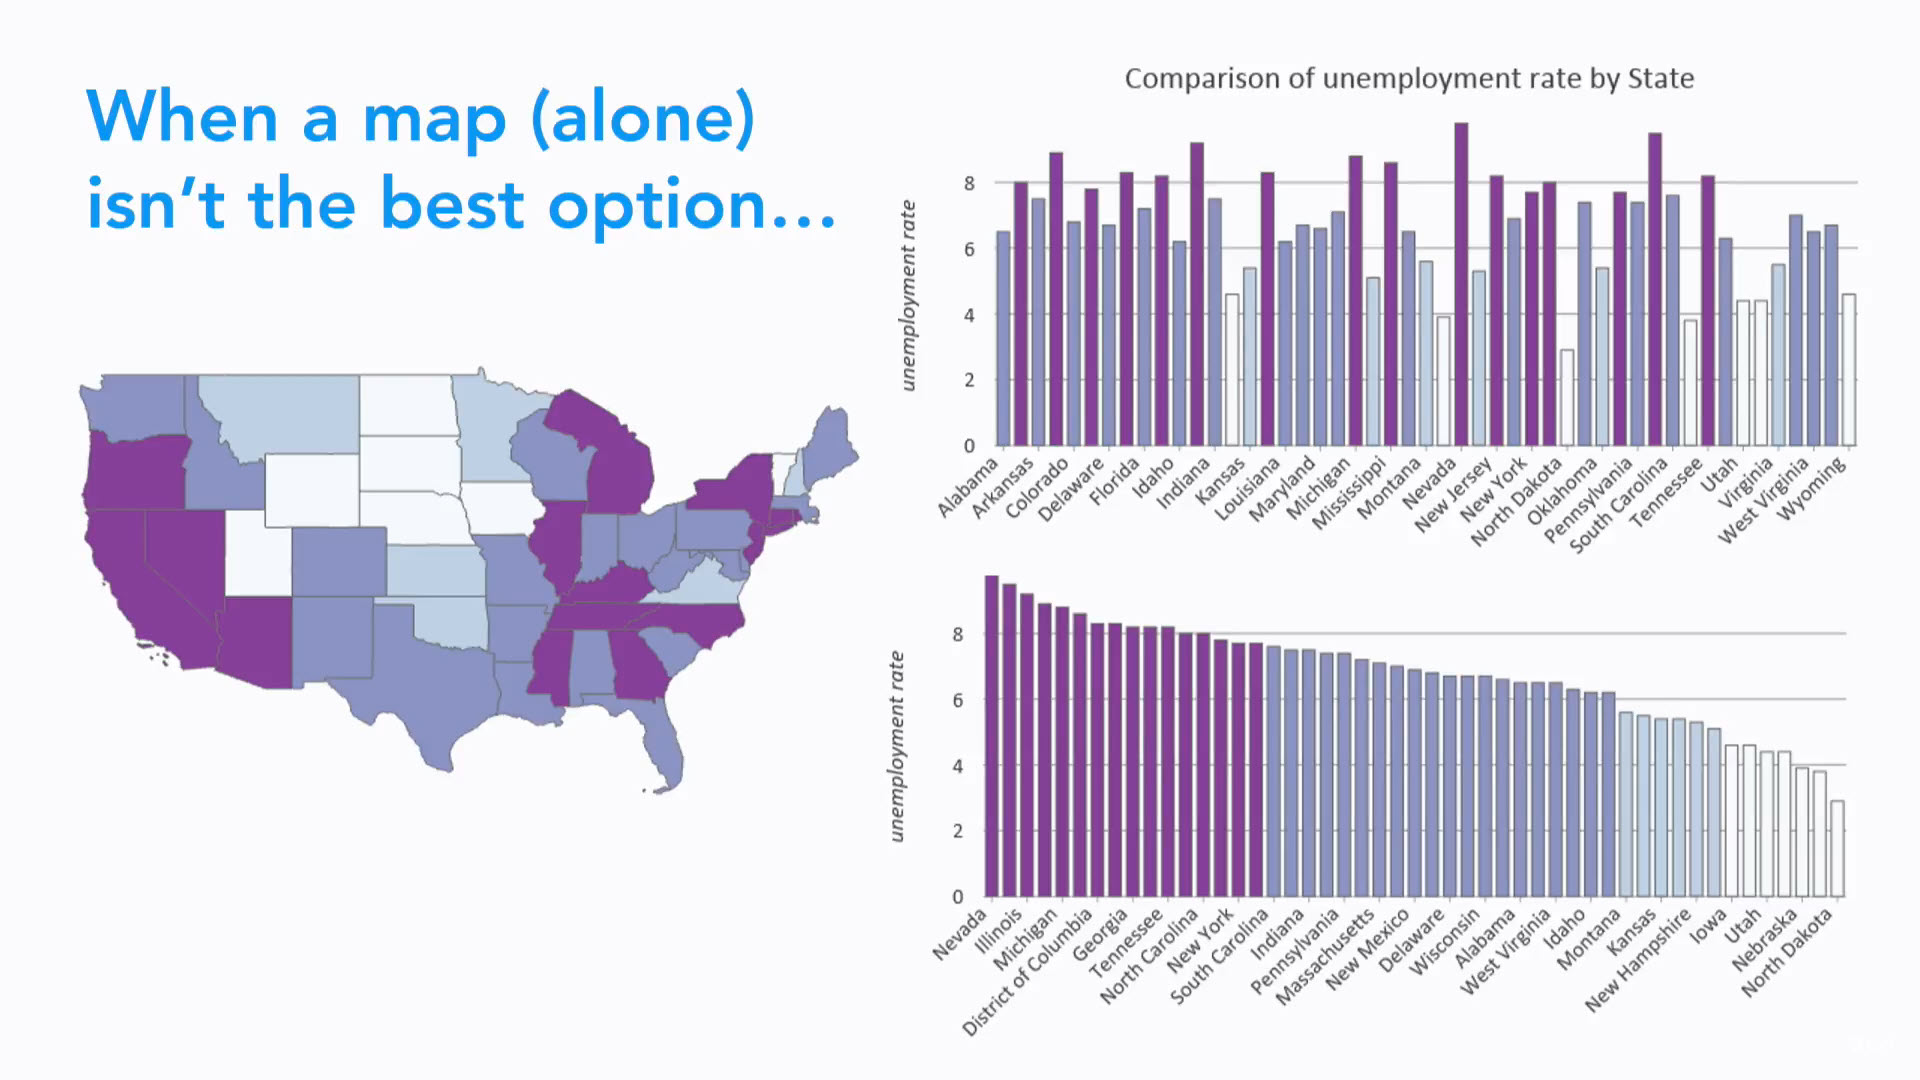 When a map (alone)
isn't the best option...
Comparison of unemployment rate by State
unemployment rate
8
6
4
2
0
Alabama
Arkansas
Colorado
Delaware
Florida
Idaho
Indiana
Kansas
Louisiana
Maryland
Michigan
Mississippi
Montana
Nevada
New Jersey
New York
North Dakota
Oklahoma
Pennsylvania
South Carolina
Tennessee
Utah
Virginia
West Virginia
Wyoming
unemployment rate
8
6
4
2
0
Nevada
Illinois
Michigan
District of Columbia
Georgia
Tennessee
North Carolina
New York
South Carolina
Indiana
Pennsylvania
Massachusetts
New Mexico
Delaware
Wisconsin
Alabama
West Virginia
Idaho
Montana
Kansas
New Hampshire
Iowa
Utah
Nebraska
North Dakota